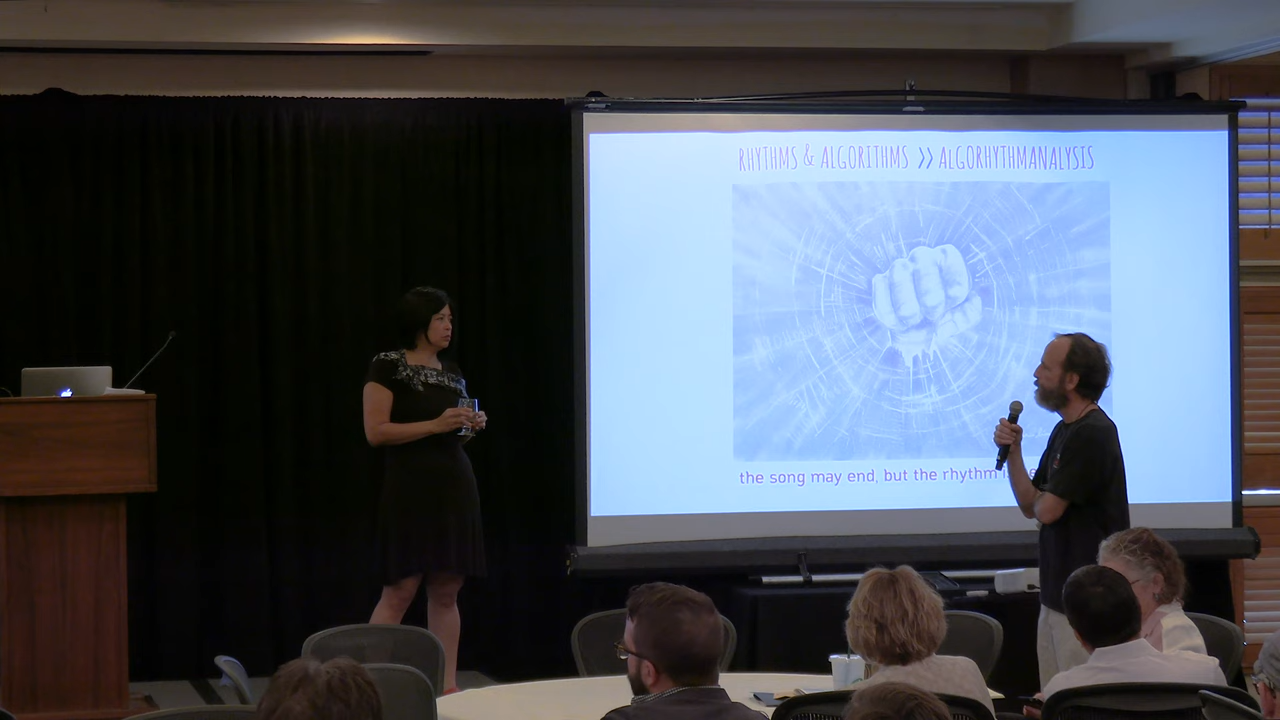 RHYTHMS & ALGORITHMS >> ALGORHYTHMANALYSIS
the song may end, but the rhythm